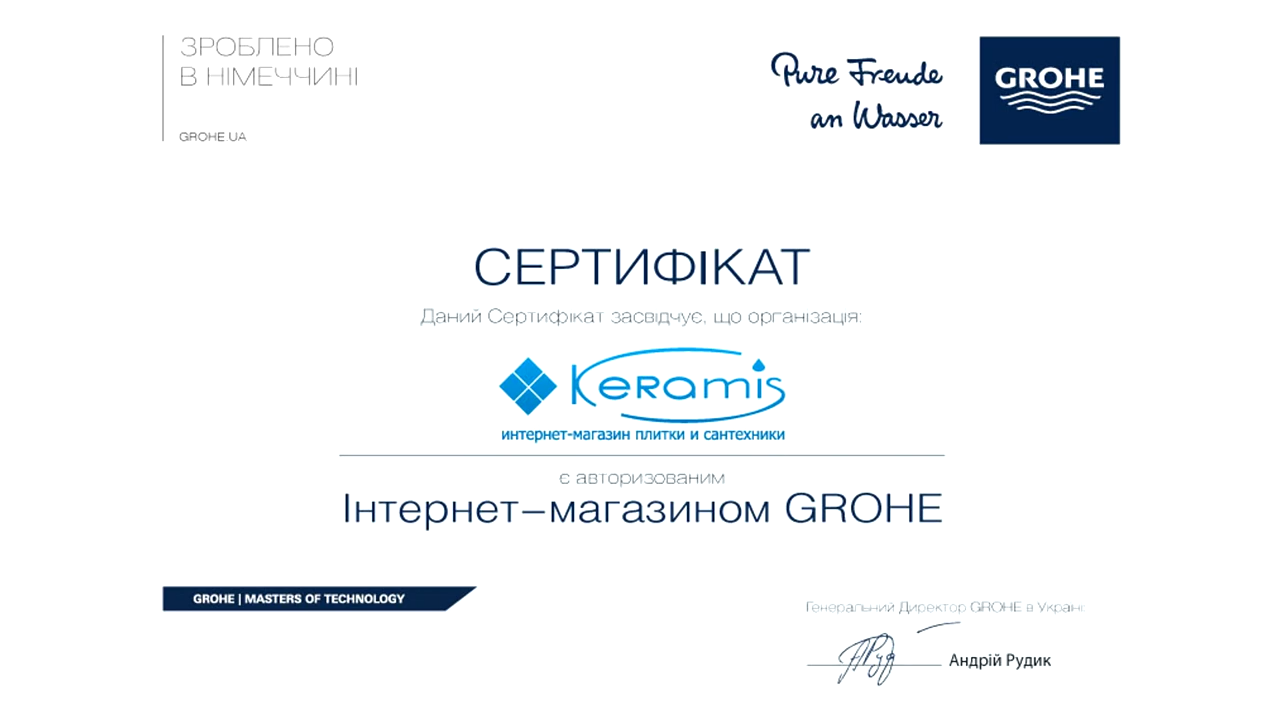 ЗРОБЛЕНО
В НІМЕЧЧИНІ
GROHE.UA
Pure Freude
an Wasser
GROHE
СЕРТИФІКАТ
Даний Сертифікат засвідчує, що організація:
Keramis
интернет-магазин плитки и сантехники
є авторизованим
Інтернет-магазином GROHE
GROHE | MASTERS OF TECHNOLOGY
Генеральний Директор GROHE в Україні:
Андрій Рудик